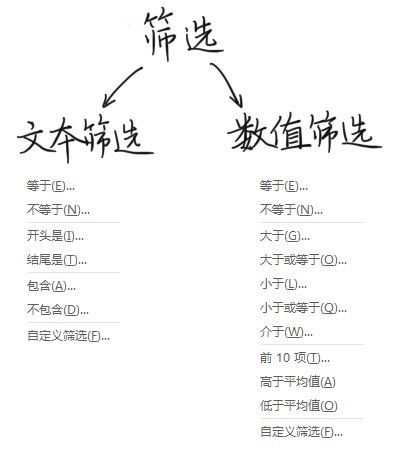 筛选
文本筛选
等于(E)...
不等于(N)...
开头是(I)...
结尾是(T)...
包含(A)...
不包含(D)...
自定义筛选(F)...
数值筛选
等于(E)...
不等于(N)...
大于(G)...
大于或等于(O)...
小于(L)...
小于或等于(Q)...
介于(W)...
前 10 项(T)...
高于平均值(A)
低于平均值(O)
自定义筛选(F)...